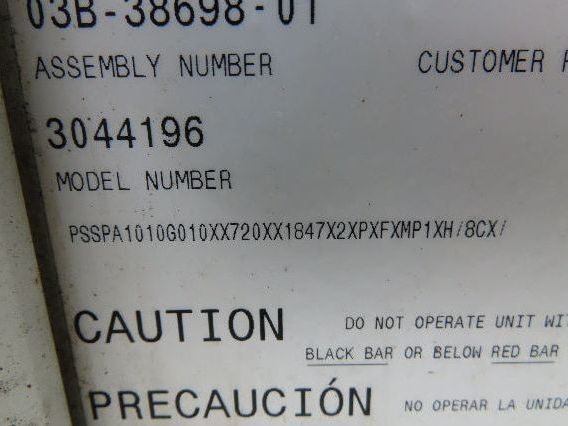 03B-38698-01
ASSEMBLY NUMBER CUSTOMER
3044196
MODEL NUMBER
PSSPA1010G010XX720XX1847X2XPXFXMP1XH/8CX/
CAUTION DO NOT OPERATE UNIT
BLACK BAR OR BELOW RED BAR
PRECAUCIÓN NO OPERAR LA